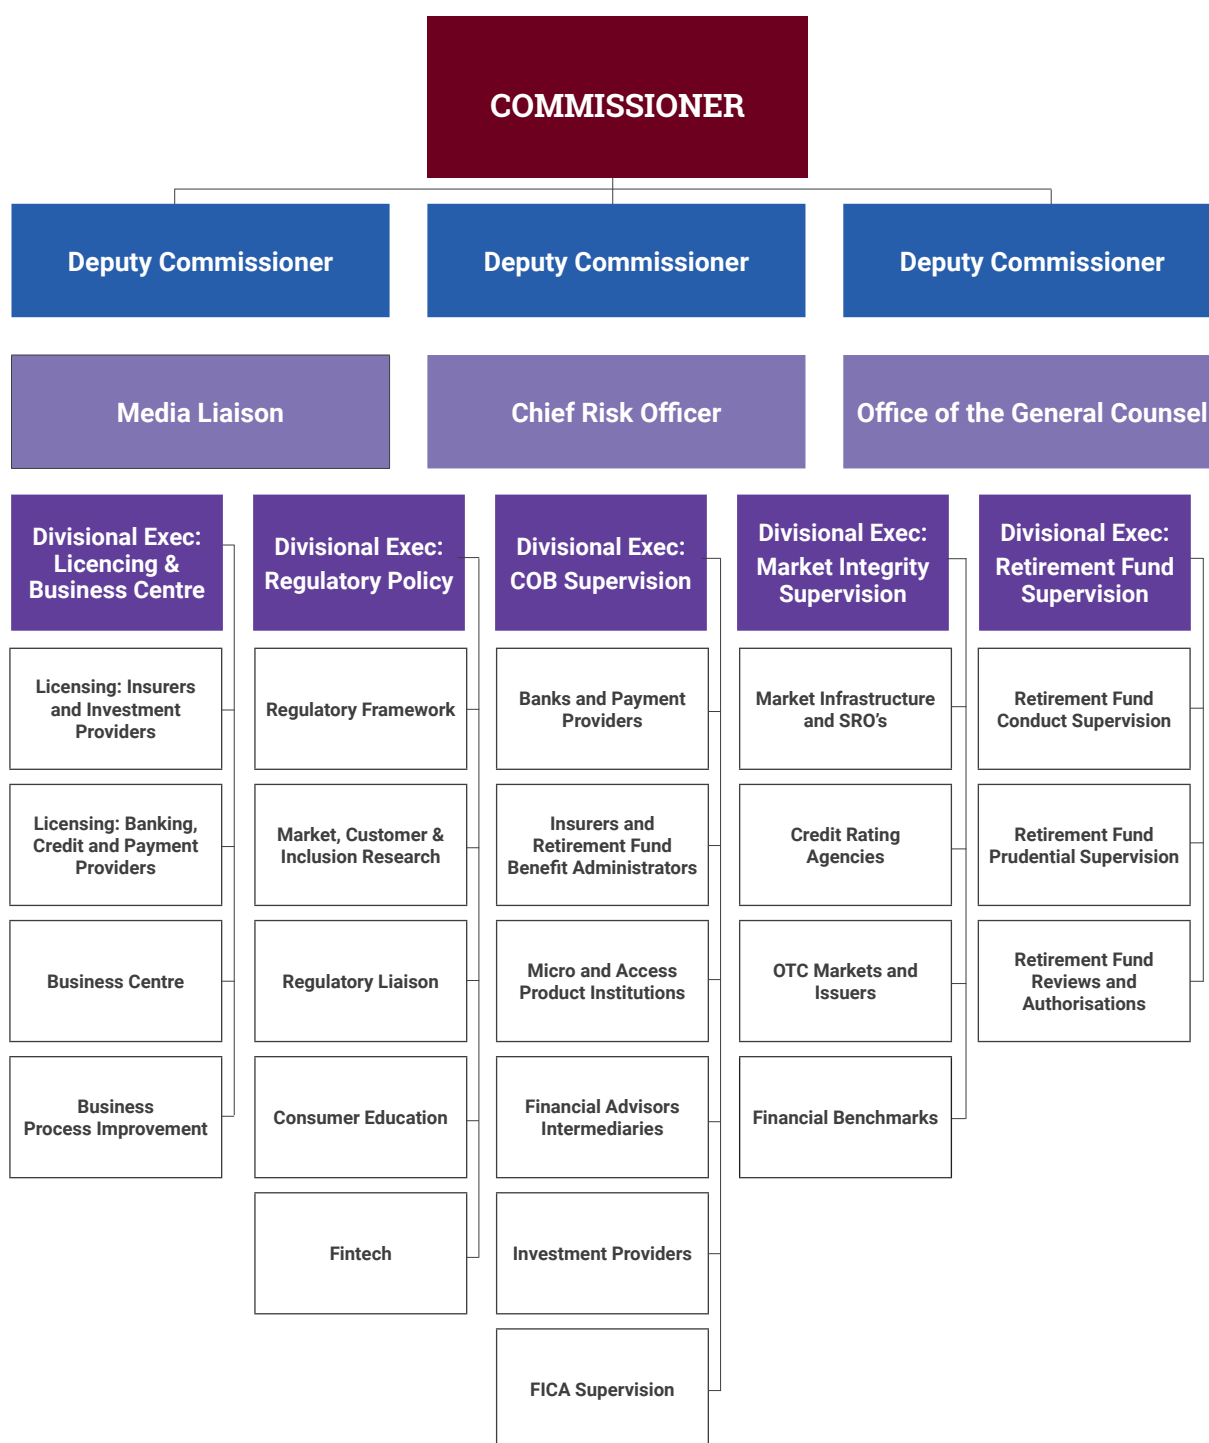 COMMISSIONER
Deputy Commissioner
Deputy Commissioner
Deputy Commissioner
Media Liaison
Chief Risk Officer
Office of the General Counsel
Divisional Exec:
Licencing &
Business Centre
Divisional Exec:
Regulatory Policy
Divisional Exec:
COB Supervision
Divisional Exec:
Market Integrity
Supervision
Divisional Exec:
Retirement Fund
Supervision
Licensing: Insurers
and Investment
Providers
Regulatory Framework
Banks and Payment
Providers
Market Infrastructure
and SRO's
Retirement Fund
Conduct Supervision
Licensing: Banking,
Credit and Payment
Providers
Market, Customer &
Inclusion Research
Insurers and
Retirement Fund
Benefit Administrators
Credit Rating
Agencies
Retirement Fund
Prudential Supervision
Business Centre
Regulatory Liaison
Micro and Access
Product Institutions
OTC Markets and
Issuers
Retirement Fund
Reviews and
Authorisations
Business
Process Improvement
Consumer Education
Financial Advisors
Intermediaries
Financial Benchmarks
Fintech
Investment Providers
FICA Supervision